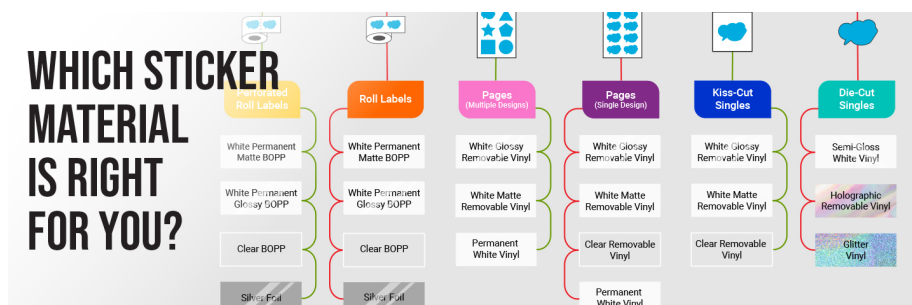 WHICH STICKER
MATERIAL
IS RIGHT
FOR YOU?
Perforated
Roll Labels
White Permanent
Matte BOPP
White Permanent
Glossy BOPP
Clear BOPP
Silver Foil
Roll Labels
White Permanent
Matte BOPP
White Permanent
Glossy BOPP
Clear BOPP
Silver Foil
Pages
(Multiple Designs)
White Glossy
Removable Vinyl
White Matte
Removable Vinyl
Permanent
White Vinyl
Pages
(Single Design)
White Glossy
Removable Vinyl
White Matte
Removable Vinyl
Clear Removable
Vinyl
Permanent
White Vinyl
Kiss-Cut
Singles
White Glossy
Removable Vinyl
White Matte
Removable Vinyl
Clear Removable
Vinyl
Die-Cut
Singles
Semi-Gloss
White Vinyl
Holographic
Removable Vinyl
Glitter
Vinyl